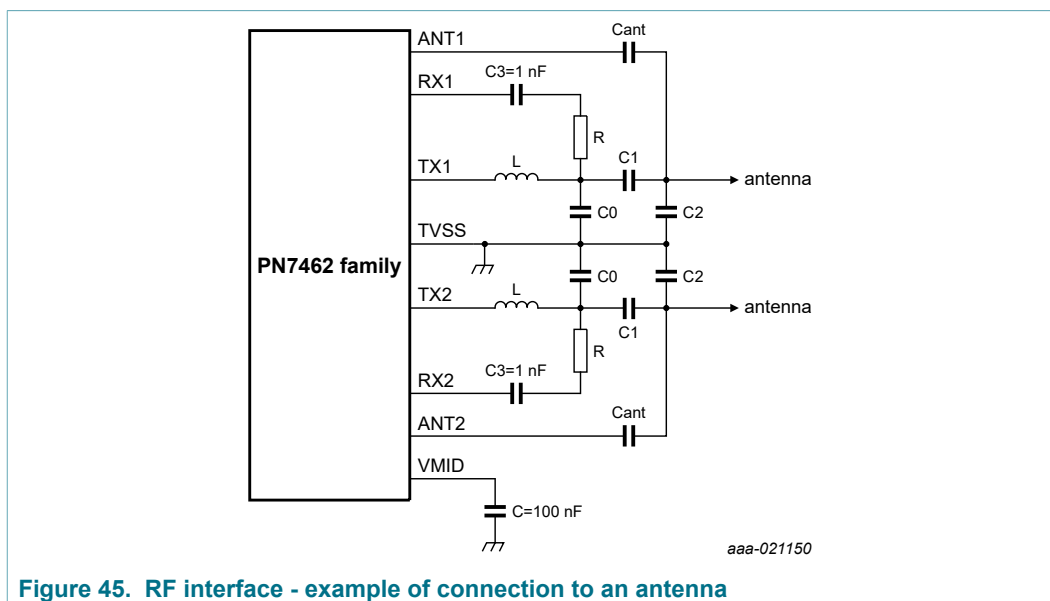 ANT1
Cant
RX1
C3=1 nF
R
TX1
L
C1
antenna
C0
C2
TVSS
PN7462 family
C0
C2
TX2
L
antenna
C1
R
RX2
C3=1 nF
ANT2
Cant
VMID
C=100 nF
aaa-021150
Figure 45. RF interface - example of connection to an antenna